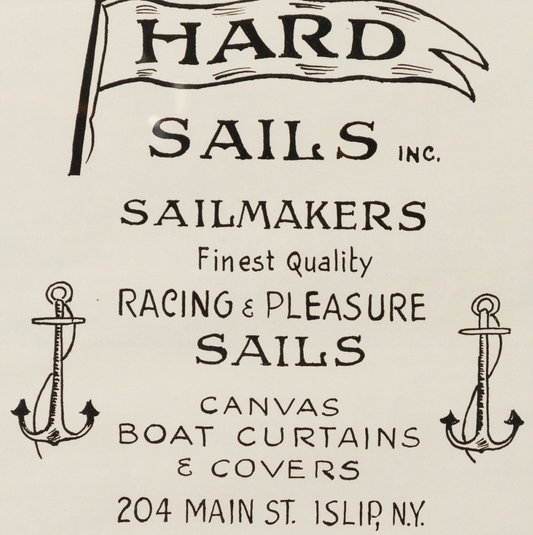 HARD
SAILS INC.
SAILMAKERS
Finest Quality
RACING & PLEASURE
SAILS
CANVAS
BOAT CURTAINS
& COVERS
204 MAIN ST. ISLIP, N.Y.